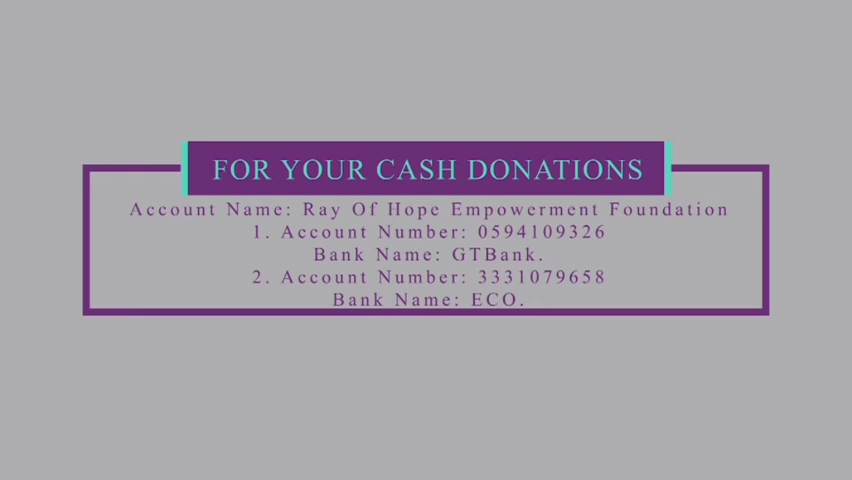 FOR YOUR CASH DONATIONS
Account Name: Ray Of Hope Empowerment Foundation
1. Account Number: 0594109326
Bank Name: GTBank.
2. Account Number: 3331079658
Bank Name: ECO.